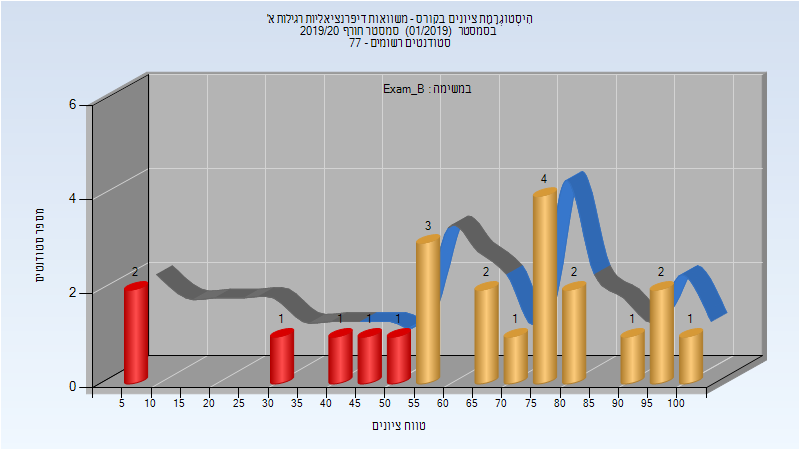 היסטוגרמת ציונים בקורס - משוואות דיפרנציאליות רגילות א'
בסמסטר (01/2019) סמסטר חורף 2019/20
סטודנטים רשומים - 77
במשימה : Exam_B
מספר סטודנטים
6
4
2
0
2
1
1
1
1
3
2
1
4
2
1
2
1
5 10 15 20 25 30 35 40 45 50 55 60 65 70 75 80 85 90 95 100
טווח ציונים